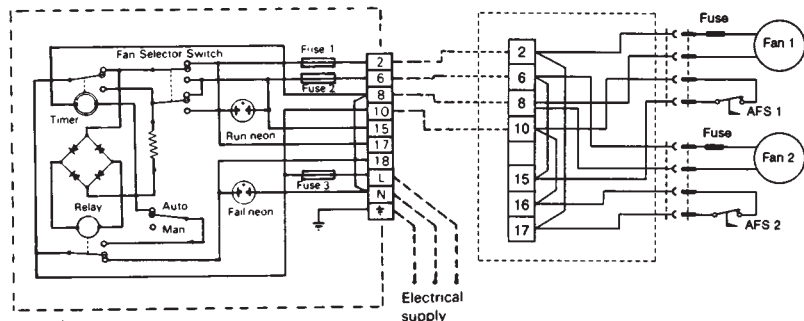 Fan Selector Switch
Timer
Relay
Auto
Man
Run neon
Fail neon
Fuse 1
Fuse 2
Fuse 3
2
6
8
10
15
17
18
L
N
Electrical
supply
2
6
8
10
15
16
17
Fuse
Fan 1
AFS 1
Fuse
Fan 2
AFS 2